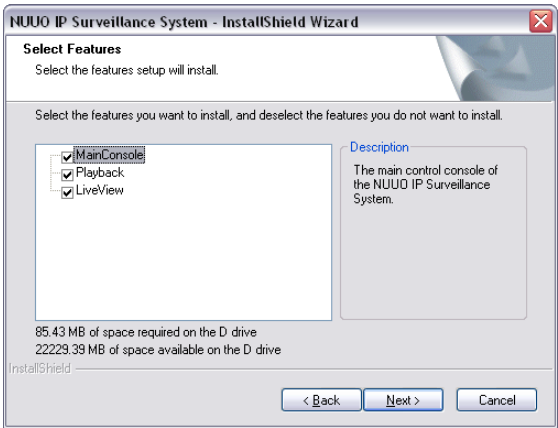 NUUO IP Surveillance System - InstallShield Wizard
Select Features
Select the features setup will install.
Select the features you want to install, and deselect the features you do not want to install.
MainConsole
Playback
LiveView
Description
The main control console of
the NUUO IP Surveillance
System.
85.43 MB of space required on the D drive
22229.39 MB of space available on the D drive
InstallShield
< Back
Next >
Cancel